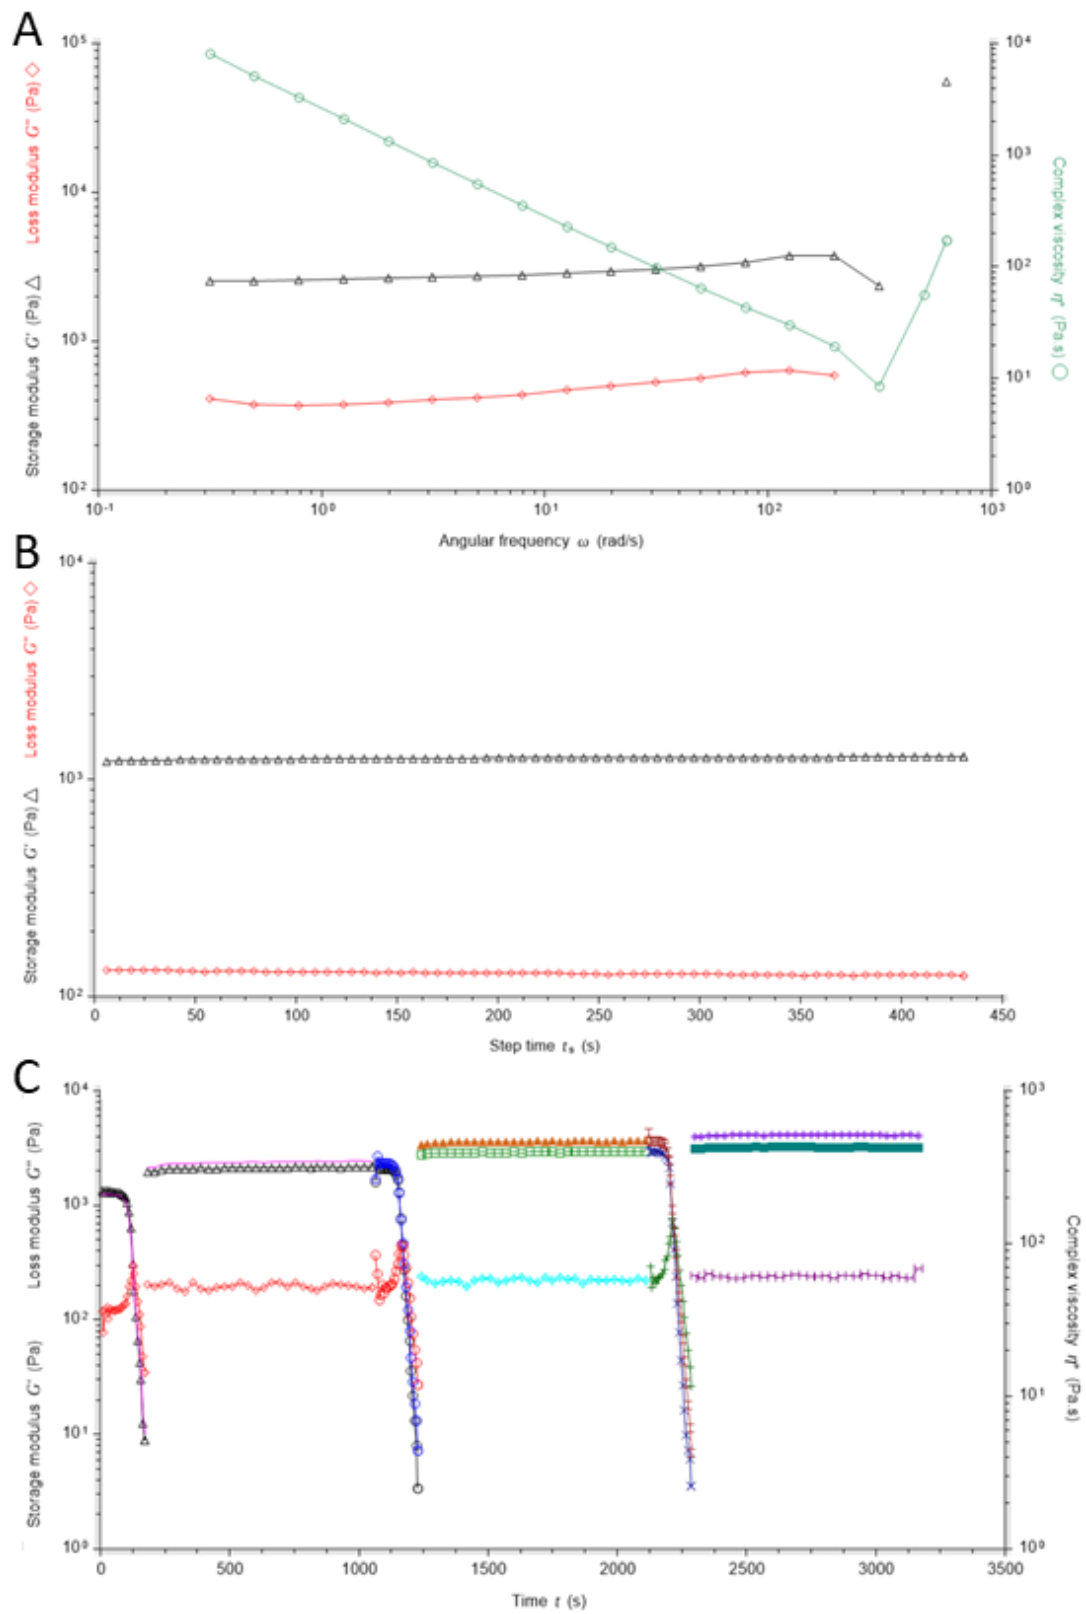 A
10⁵
10⁴
10³
10²
Storage modulus G' (Pa) △ Loss modulus G'' (Pa) ◇
10⁴
10³
10²
10¹
10⁰
Complex viscosity η* (Pa.s) ○
10⁻¹ 10⁰ 10¹ 10² 10³
Angular frequency ω (rad/s)
B
10⁴
10³
10²
Storage modulus G' (Pa) △ Loss modulus G'' (Pa) ◇
0 50 100 150 200 250 300 350 400 450
Step time tₛ (s)
C
10⁴
10³
10²
10¹
10⁰
Storage modulus G' (Pa) Loss modulus G'' (Pa)
10³
10²
10¹
10⁰
Complex viscosity η* (Pa.s)
0 500 1000 1500 2000 2500 3000 3500
Time t (s)